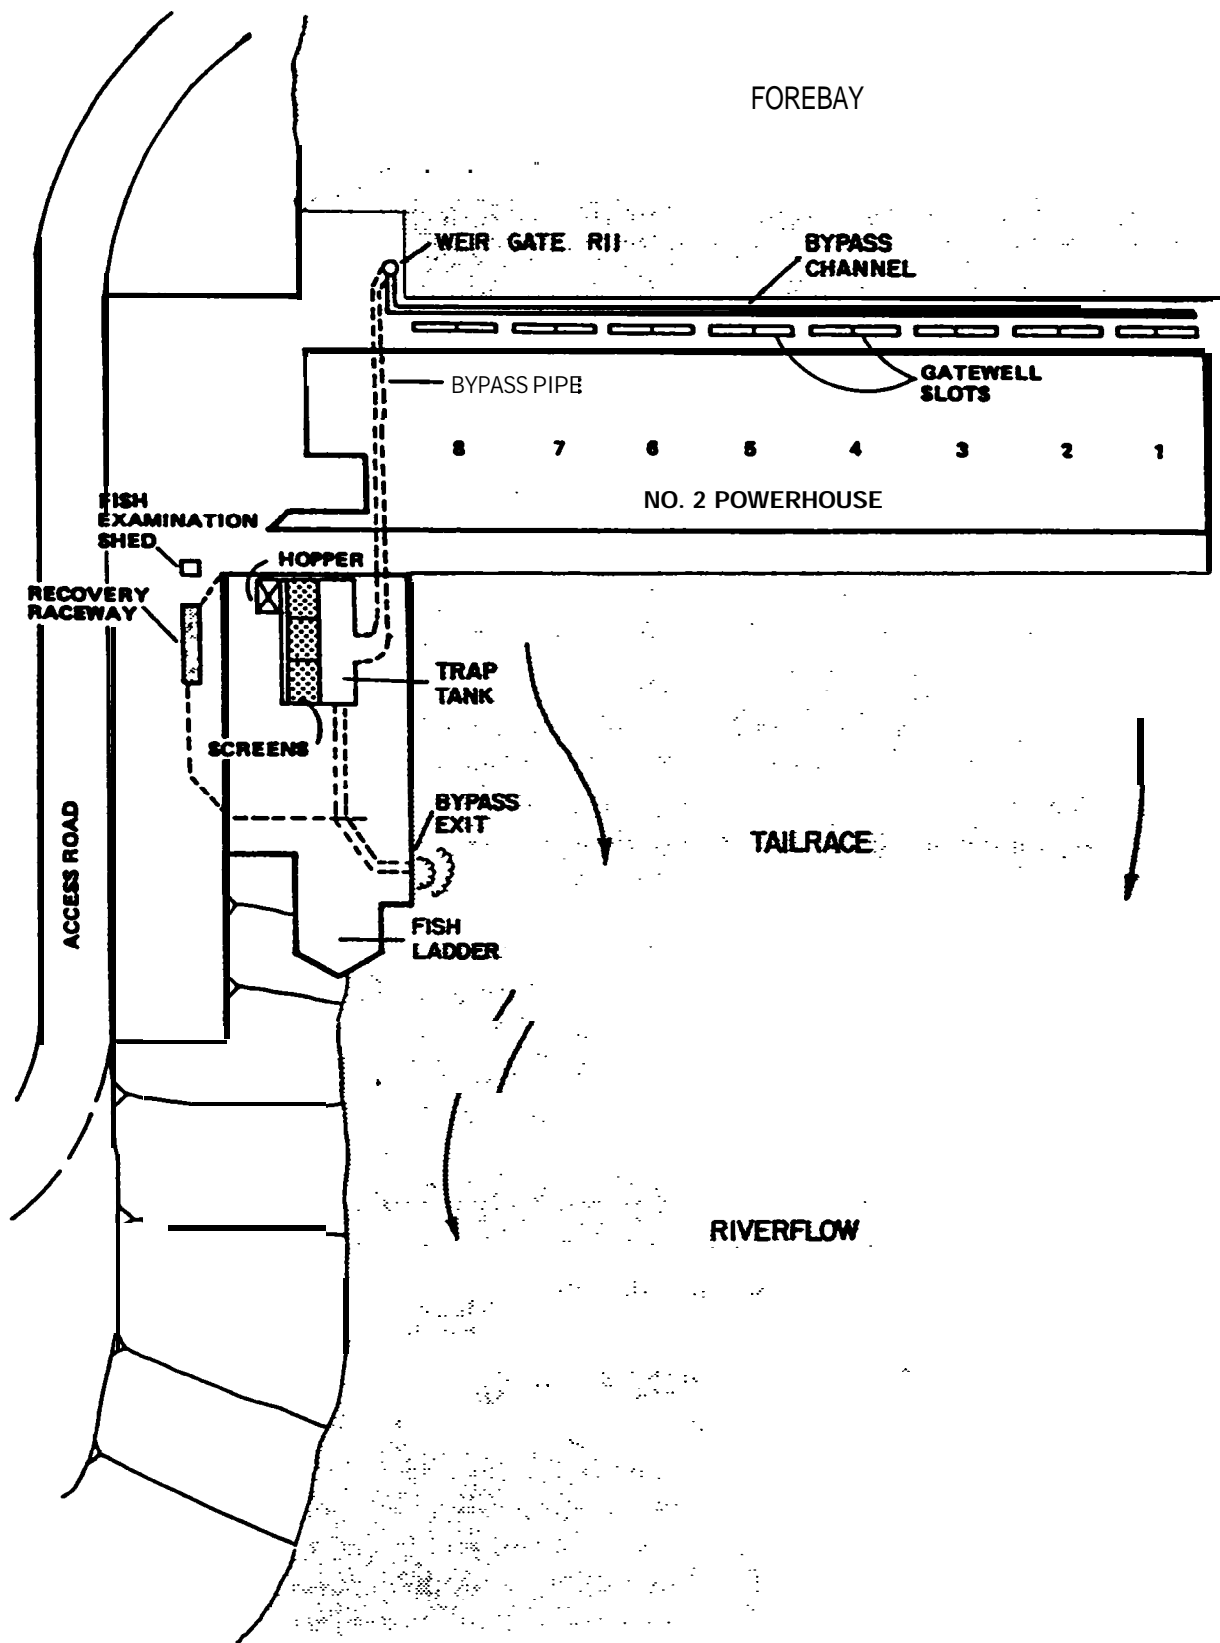 FOREBAY
WEIR GATE R11
BYPASS
CHANNEL
BYPASS PIPE
GATEWELL
SLOTS
8 7 6 5 4 3 2 1
NO. 2 POWERHOUSE
FISH
EXAMINATION
SHED
HOPPER
RECOVERY
RACEWAY
TRAP
TANK
SCREENS
BYPASS
EXIT
ACCESS ROAD
TAILRACE
FISH
LADDER
RIVERFLOW